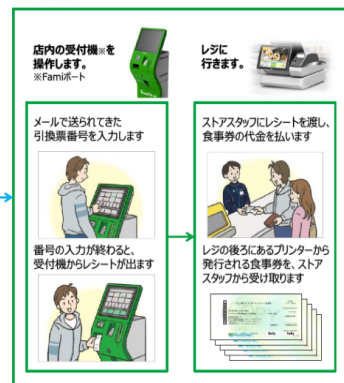 店内の受付機※を
操作します。
※Famiポート
レジに
行きます。
メールで送られてきた
引換票番号を入力します
番号の入力が終わると、
受付機からレシートが出ます
ストアスタッフにレシートを渡し、
食事券の代金を払います
レジの後ろにあるプリンターから
発行される食事券を、ストア
スタッフから受け取ります